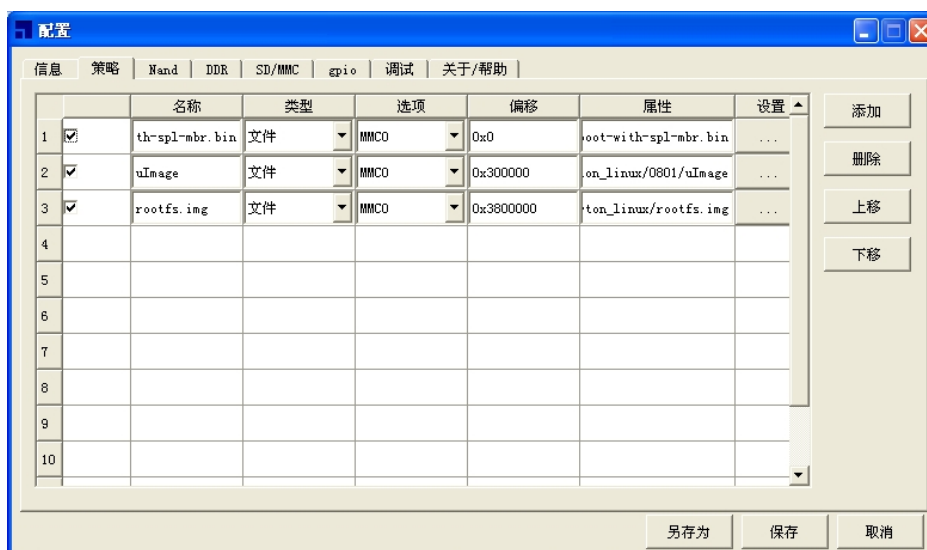 配置
信息 策略 Nand DDR SD/MMC gpio 调试 关于/帮助
名称 类型 选项 偏移 属性 设置
1 th-spl-mbr.bin 文件 MMC0 0x0 oot-with-spl-mbr.bin ...
2 uImage 文件 MMC0 0x300000 on_linux/0801/uImage ...
3 rootfs.img 文件 MMC0 0x3800000 ton_linux/rootfs.img ...
4
5
6
7
8
9
10
添加
删除
上移
下移
另存为 保存 取消